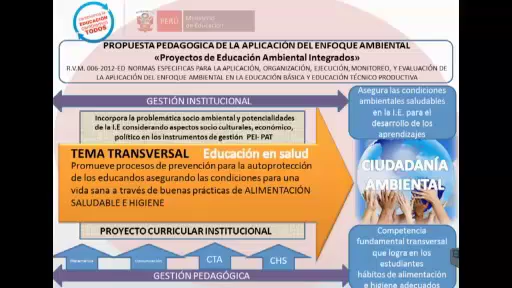 EDUCACIÓN
TODOS
PERÚ
Ministerio
de Educación
PROPUESTA PEDAGOGICA DE LA APLICACIÓN DEL ENFOQUE AMBIENTAL
«Proyectos de Educación Ambiental Integrados»
R.V.M. 006-2012-ED NORMAS ESPECIFICAS PARA LA APLICACIÓN, ORGANIZACIÓN, EJECUCIÓN, MONITOREO, Y EVALUACIÓN DE
LA APLICACIÓN DEL ENFOQUE AMBIENTAL EN LA EDUCACIÓN BÁSICA Y EDUCACIÓN TÉCNICO PRODUCTIVA
GESTIÓN INSTITUCIONAL
Incorpora la problemática socio ambiental y potencialidades
de la I.E considerando aspectos socio culturales, económico,
político en los instrumentos de gestión PEI- PAT
TEMA TRANSVERSAL Educación en salud
Promueve procesos de prevención para la autoprotección
de los educandos asegurando las condiciones para una
vida sana a través de buenas prácticas de ALIMENTACIÓN
SALUDABLE E HIGIENE
PROYECTO CURRICULAR INSTITUCIONAL
Matemática
Comunicación
CTA
CHS
GESTIÓN PEDAGÓGICA
Asegura las condiciones
ambientales saludables
en la I.E. para el
desarrollo de los
aprendizajes
CIUDADANÍA
AMBIENTAL
Competencia
fundamental transversal
que logra en los
estudiantes
hábitos de alimentación
e higiene adecuados